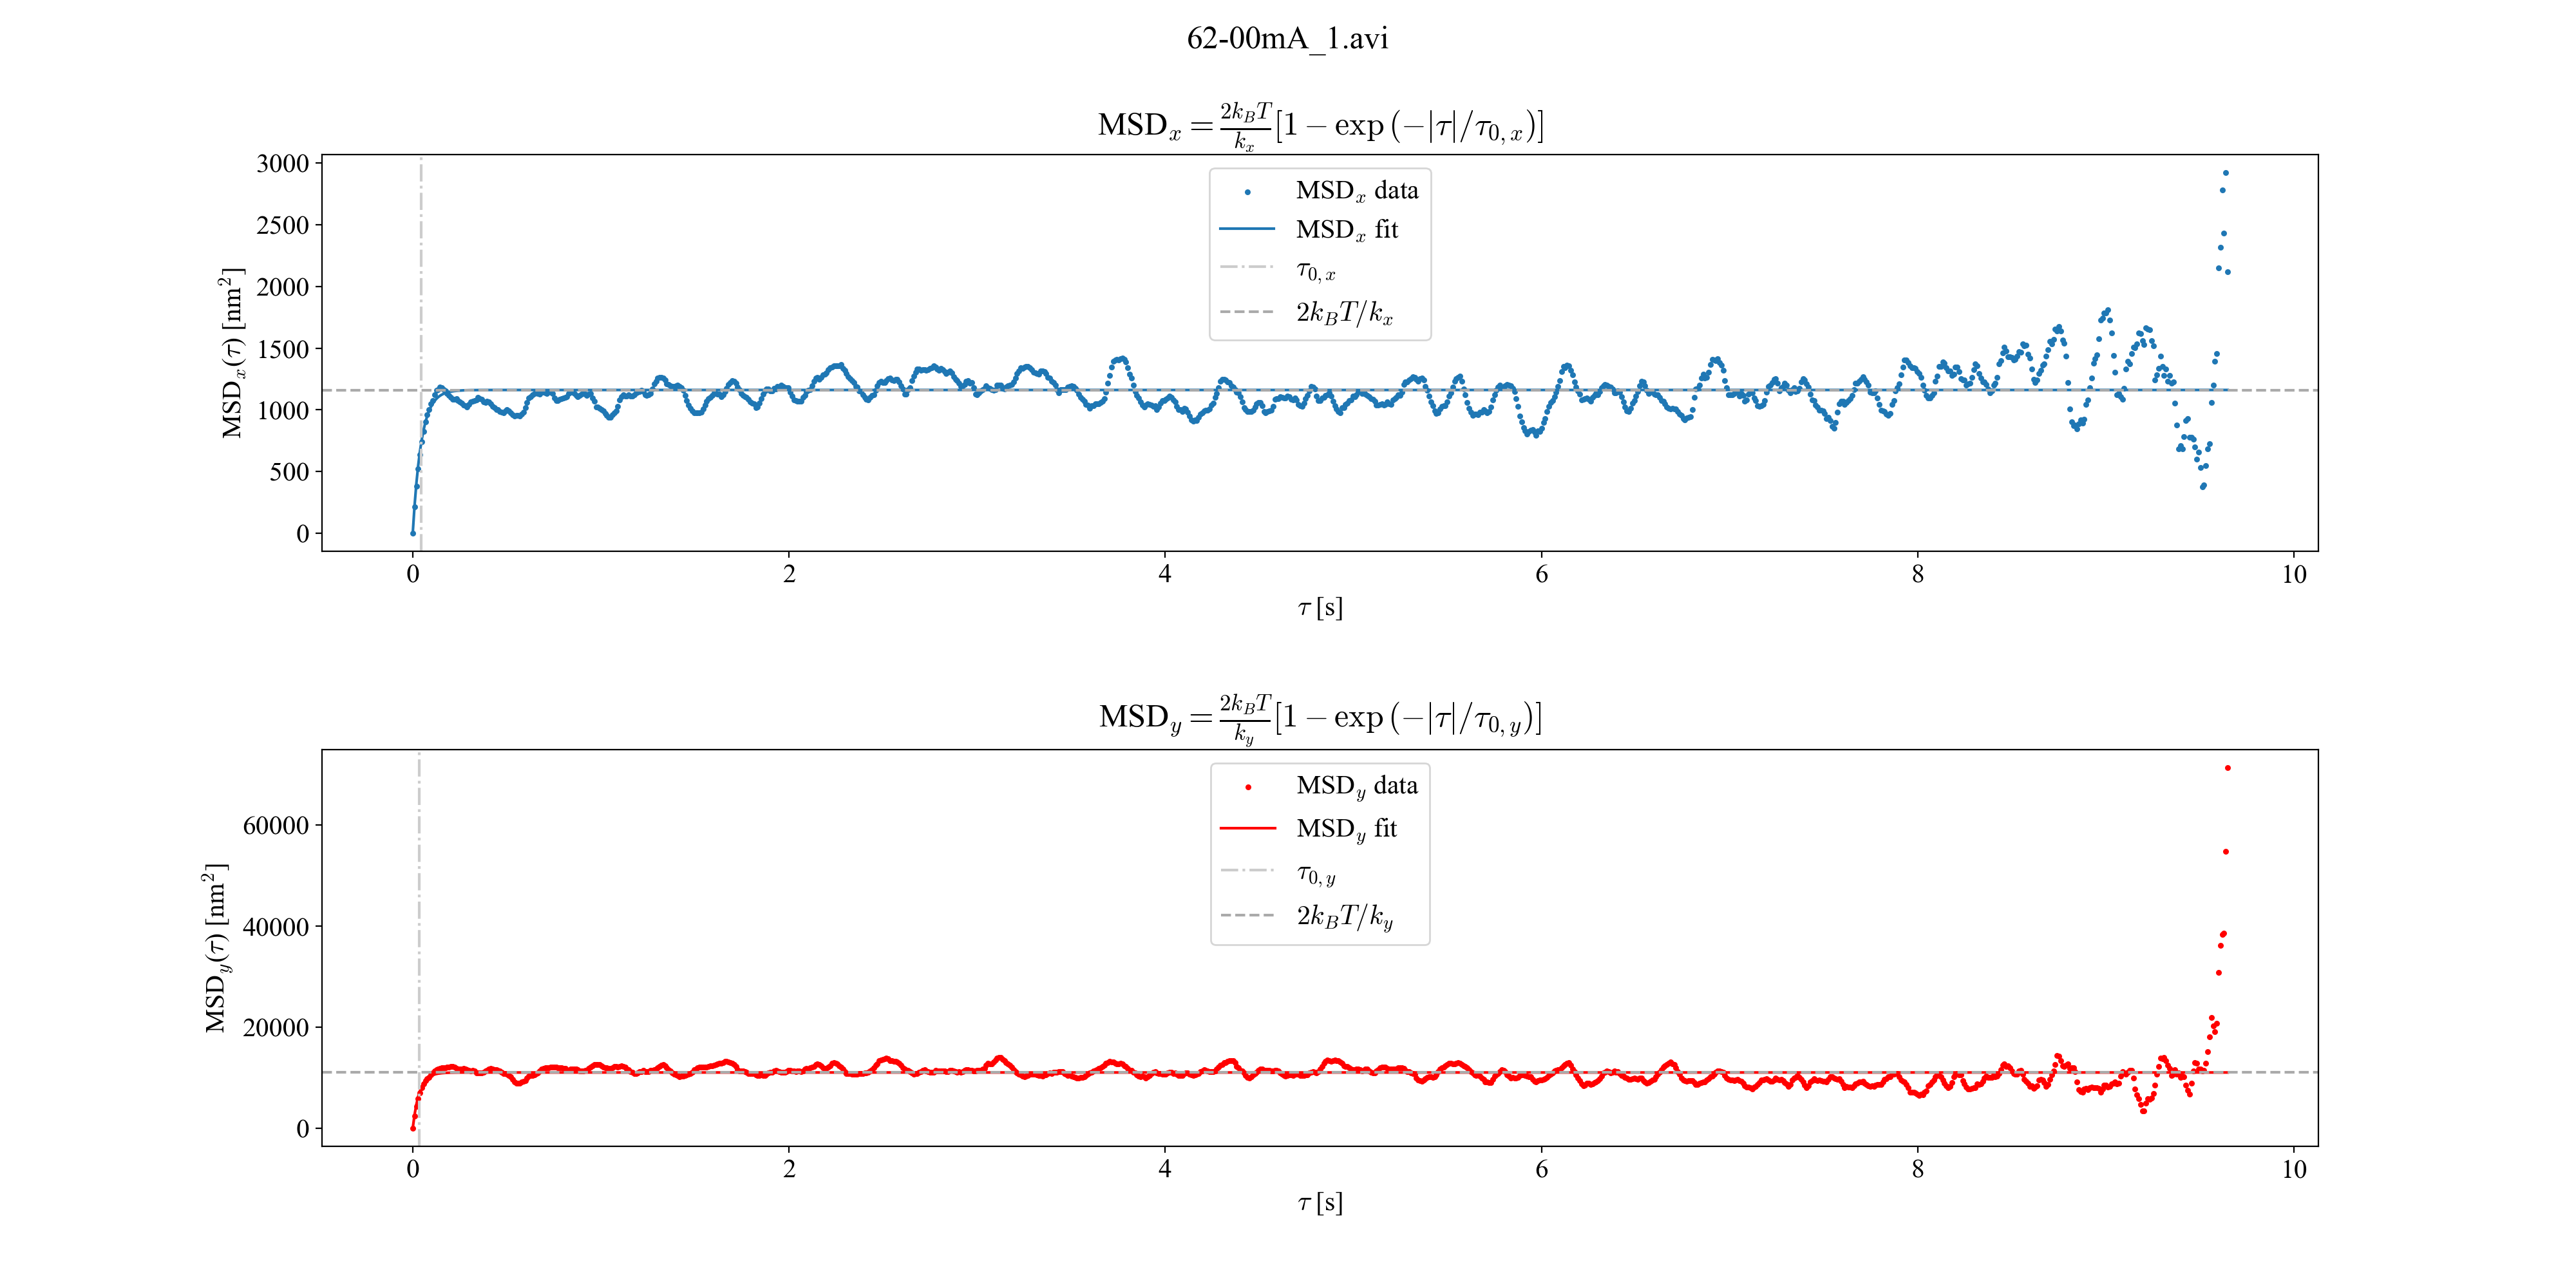 62-00mA_1.avi
MSD_x = \frac{2k_BT}{k_x}[1 − exp (−|τ|/τ_{0, x})]
MSD_x(τ) [nm²]
3000
2500
2000
1500
1000
500
0
MSD_x data
MSD_x fit
τ_{0, x}
2k_BT/k_x
0 2 4 6 8 10
τ [s]
MSD_y = \frac{2k_BT}{k_y}[1 − exp (−|τ|/τ_{0, y})]
MSD_y(τ) [nm²]
60000
40000
20000
0
MSD_y data
MSD_y fit
τ_{0, y}
2k_BT/k_y
0 2 4 6 8 10
τ [s]